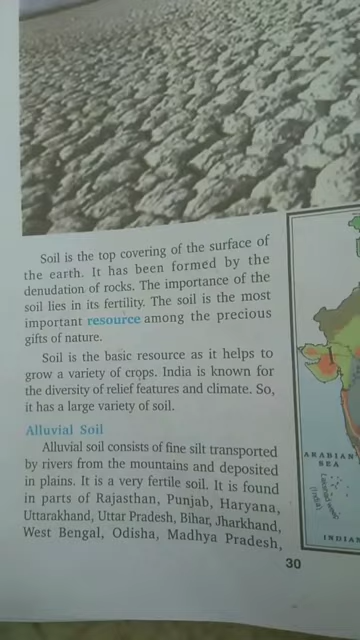 Soil is the top covering of the surface of
the earth. It has been formed by the
denudation of rocks. The importance of the
soil lies in its fertility. The soil is the most
important resource among the precious
gifts of nature.
Soil is the basic resource as it helps to
grow a variety of crops. India is known for
the diversity of relief features and climate. So,
it has a large variety of soil.
Alluvial Soil
Alluvial soil consists of fine silt transported
by rivers from the mountains and deposited
in plains. It is a very fertile soil. It is found
in parts of Rajasthan, Punjab, Haryana,
Uttarakhand, Uttar Pradesh, Bihar, Jharkhand,
West Bengal, Odisha, Madhya Pradesh,
ARABIAN
SEA
(India)
INDIAN
30